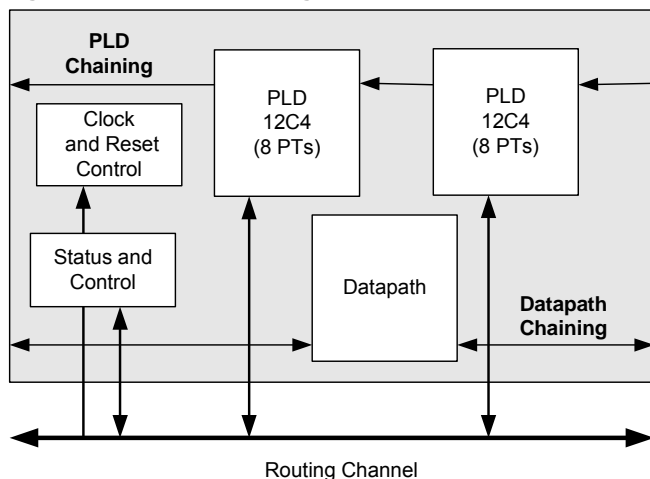 PLD
Chaining
PLD
12C4
(8 PTs)
PLD
12C4
(8 PTs)
Clock
and Reset
Control
Status and
Control
Datapath
Datapath
Chaining
Routing Channel